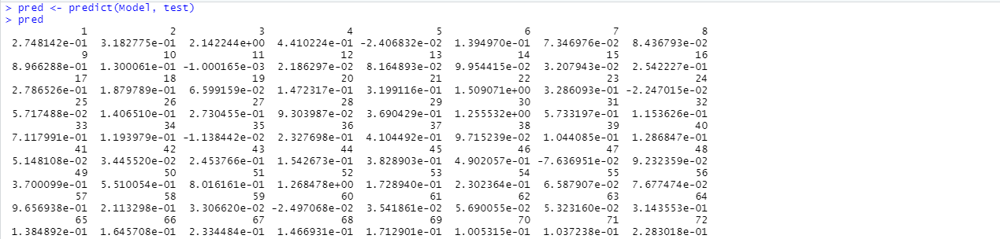 > pred <- predict(Model, test)
> pred
1 2 3 4 5 6 7 8
2.748142e-01 3.182775e-01 2.142244e+00 4.410224e-01 -2.406832e-02 1.394970e-01 7.346976e-02 8.436793e-02
9 10 11 12 13 14 15 16
8.966288e-01 1.300061e-01 -1.000165e-03 2.186297e-02 8.164893e-02 9.954415e-02 3.207943e-02 2.542227e-01
17 18 19 20 21 22 23 24
2.786526e-01 1.879789e-01 6.599159e-02 1.472317e-01 3.199116e-01 1.509071e+00 3.286093e-01 -2.247015e-02
25 26 27 28 29 30 31 32
5.717488e-02 1.406510e-01 2.730455e-01 9.303987e-02 3.690429e-01 1.255532e+00 5.733197e-01 1.153626e-01
33 34 35 36 37 38 39 40
7.117991e-01 1.193979e-01 -1.138442e-02 2.327698e-01 4.104492e-01 9.715239e-02 1.044085e-01 1.286847e-01
41 42 43 44 45 46 47 48
5.148108e-02 3.445520e-02 2.453766e-01 1.542673e-01 3.828903e-01 4.902057e-01 -7.636951e-02 9.232359e-02
49 50 51 52 53 54 55 56
3.700099e-01 5.510054e-01 8.016161e-01 1.268478e+00 1.728940e-01 2.302364e-01 6.587907e-02 7.677474e-02
57 58 59 60 61 62 63 64
9.656938e-01 2.113298e-01 3.306620e-02 -2.497068e-02 3.541862e-02 5.690055e-02 5.323160e-02 3.143553e-01
65 66 67 68 69 70 71 72
1.384892e-01 1.645708e-01 2.334484e-01 1.466931e-01 1.712901e-01 1.005315e-01 1.037238e-01 2.283018e-01